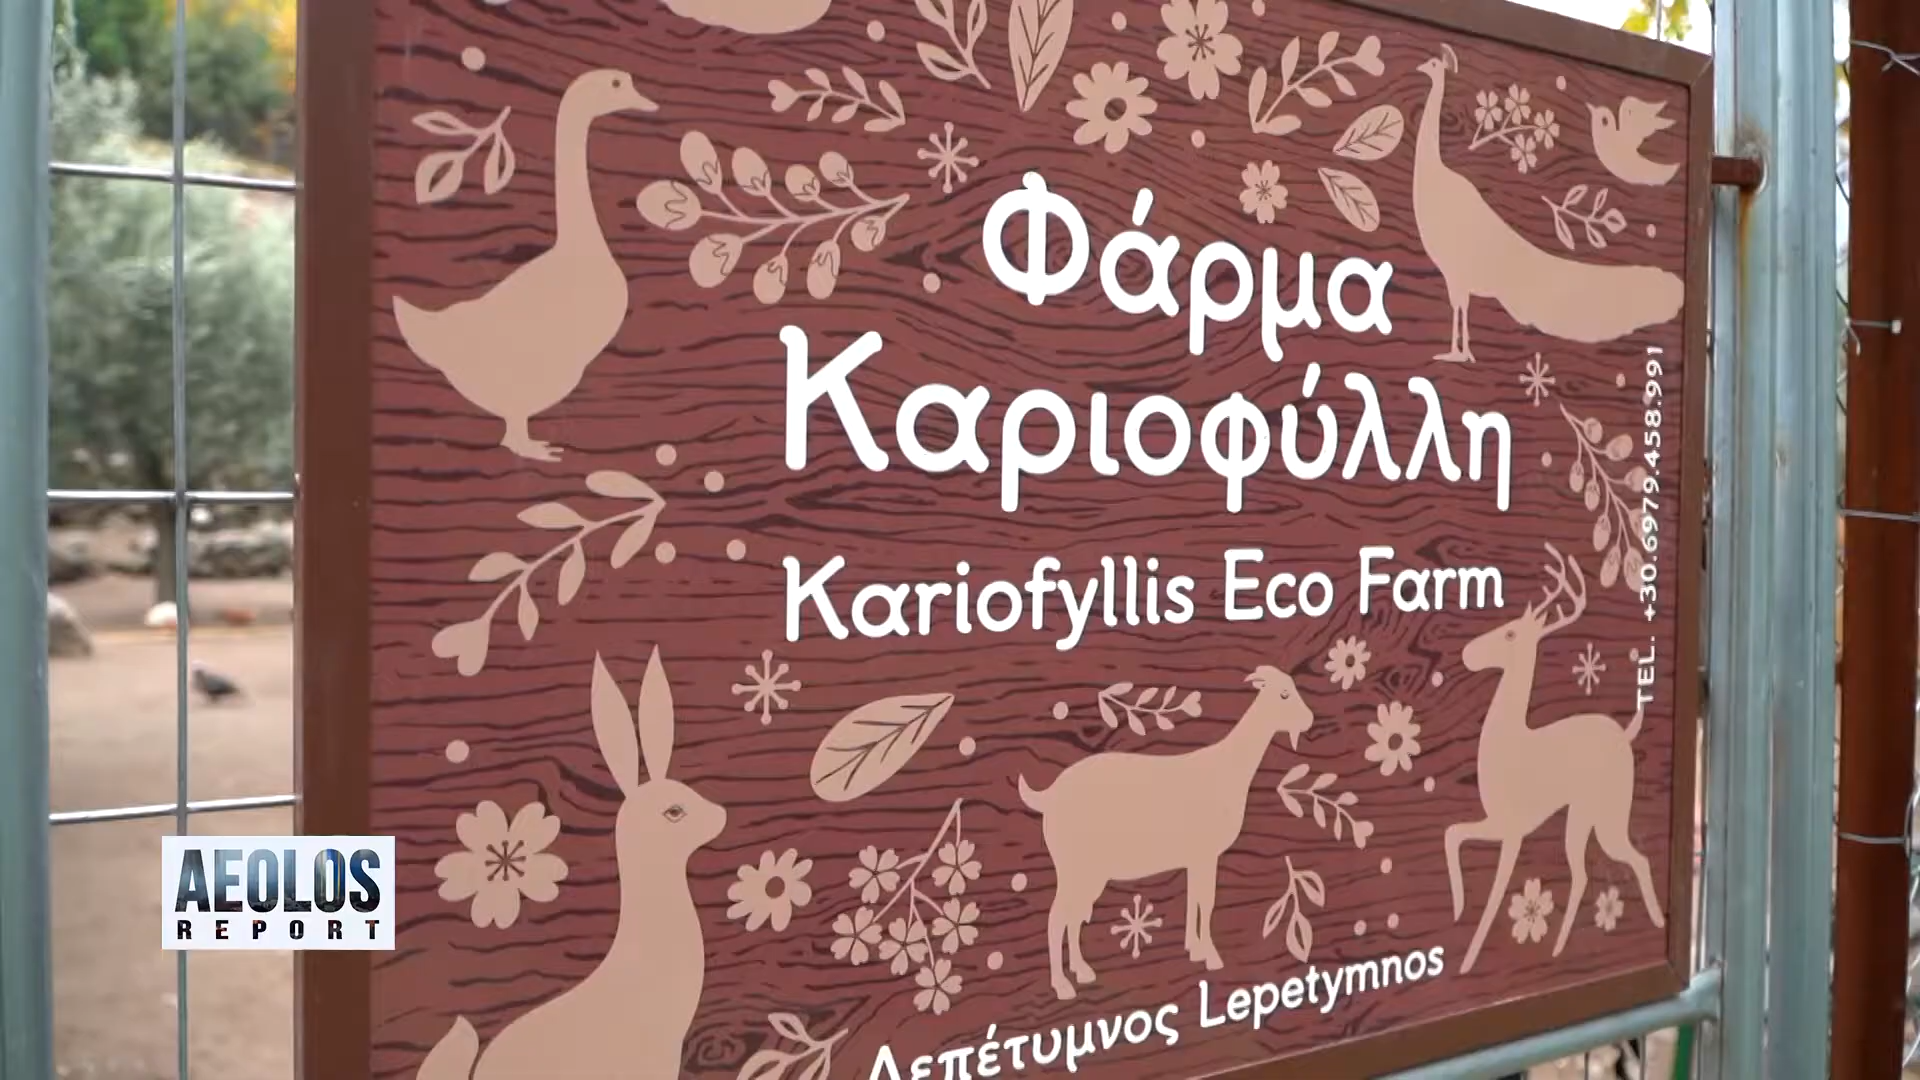 Φάρμα
Καριοφύλλη
Kariofyllis Eco Farm
TEL.: +30.6979.458.991
Λεπέτυμνος Lepetymnos
AEOLOS
REPORT